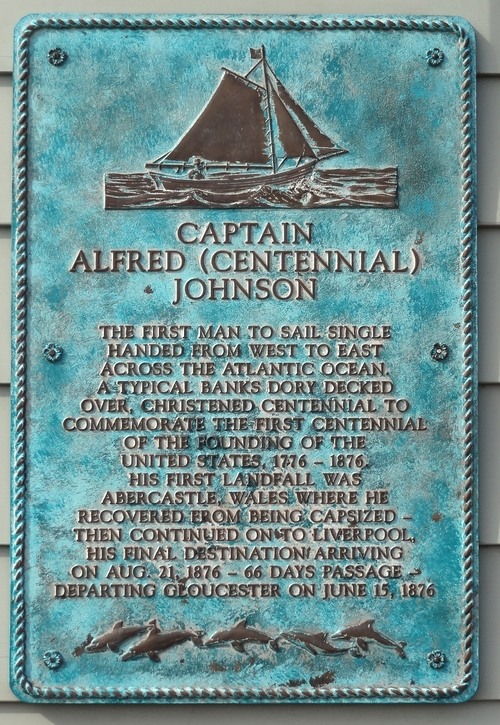 CAPTAIN
ALFRED (CENTENNIAL)
JOHNSON
THE FIRST MAN TO SAIL SINGLE
HANDED FROM WEST TO EAST
ACROSS THE ATLANTIC OCEAN.
A TYPICAL BANKS DORY DECKED
OVER, CHRISTENED CENTENNIAL TO
COMMEMORATE THE FIRST CENTENNIAL
OF THE FOUNDING OF THE
UNITED STATES, 1776 – 1876.
HIS FIRST LANDFALL WAS
ABERCASTLE, WALES WHERE HE
RECOVERED FROM BEING CAPSIZED –
THEN CONTINUED ON TO LIVERPOOL,
HIS FINAL DESTINATION ARRIVING
ON AUG. 21, 1876 – 66 DAYS PASSAGE –
DEPARTING GLOUCESTER ON JUNE 15, 1876